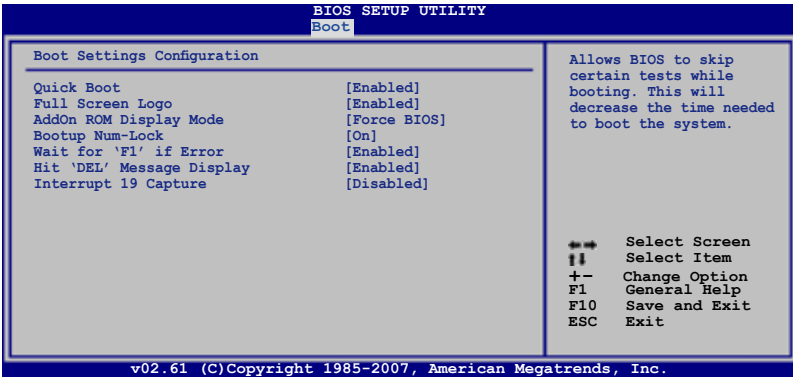 BIOS SETUP UTILITY
Boot
Boot Settings Configuration
Quick Boot [Enabled]
Full Screen Logo [Enabled]
AddOn ROM Display Mode [Force BIOS]
Bootup Num-Lock [On]
Wait for ‘F1’ if Error [Enabled]
Hit ‘DEL’ Message Display [Enabled]
Interrupt 19 Capture [Disabled]
Allows BIOS to skip
certain tests while
booting. This will
decrease the time needed
to boot the system.
←→ Select Screen
↑↓ Select Item
+- Change Option
F1 General Help
F10 Save and Exit
ESC Exit
v02.61 (C)Copyright 1985-2007, American Megatrends, Inc.